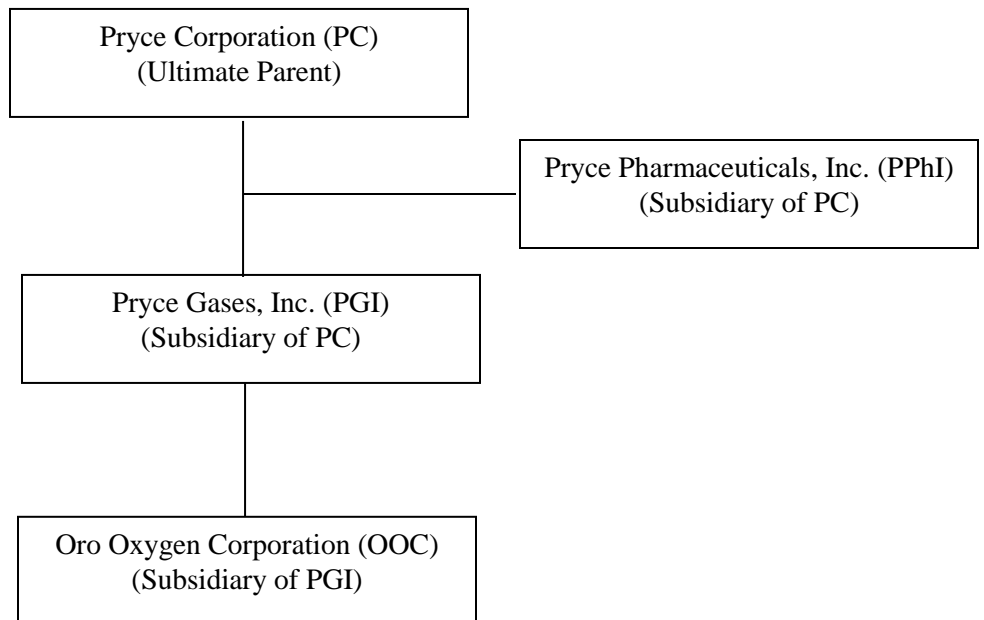 Pryce Corporation (PC)
(Ultimate Parent)
Pryce Pharmaceuticals, Inc. (PPhI)
(Subsidiary of PC)
Pryce Gases, Inc. (PGI)
(Subsidiary of PC)
Oro Oxygen Corporation (OOC)
(Subsidiary of PGI)